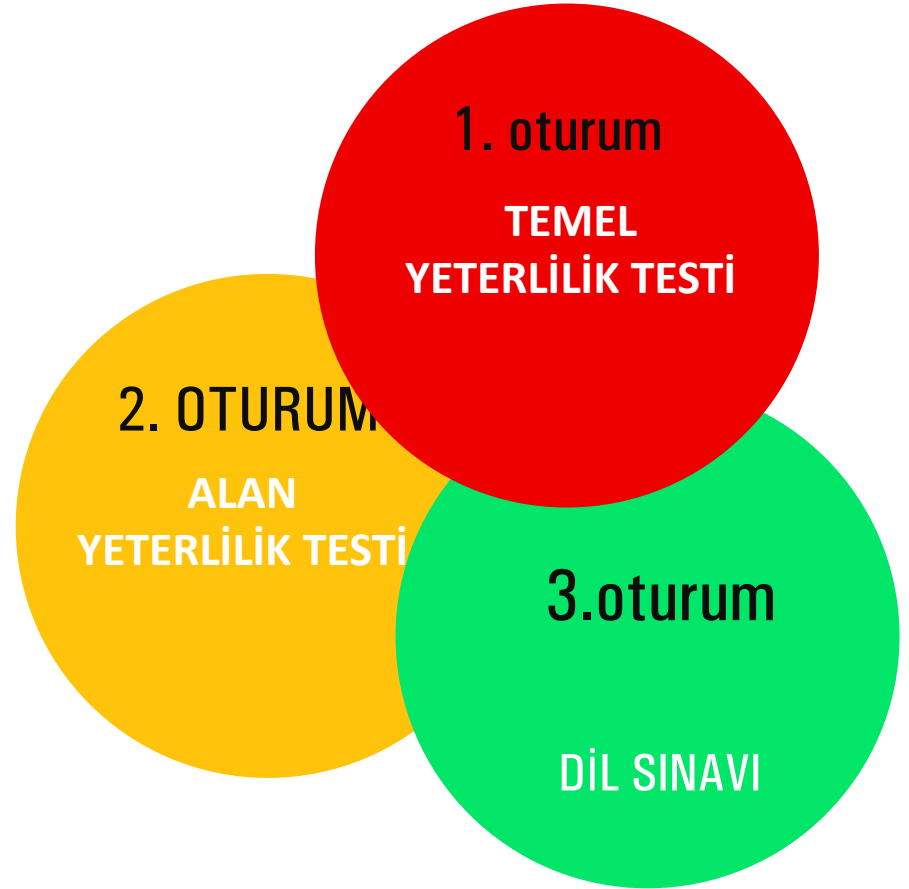 1. oturum
TEMEL
YETERLİLİK TESTİ
2. OTURUM
ALAN
YETERLİLİK TESTİ
3.oturum
DİL SINAVI